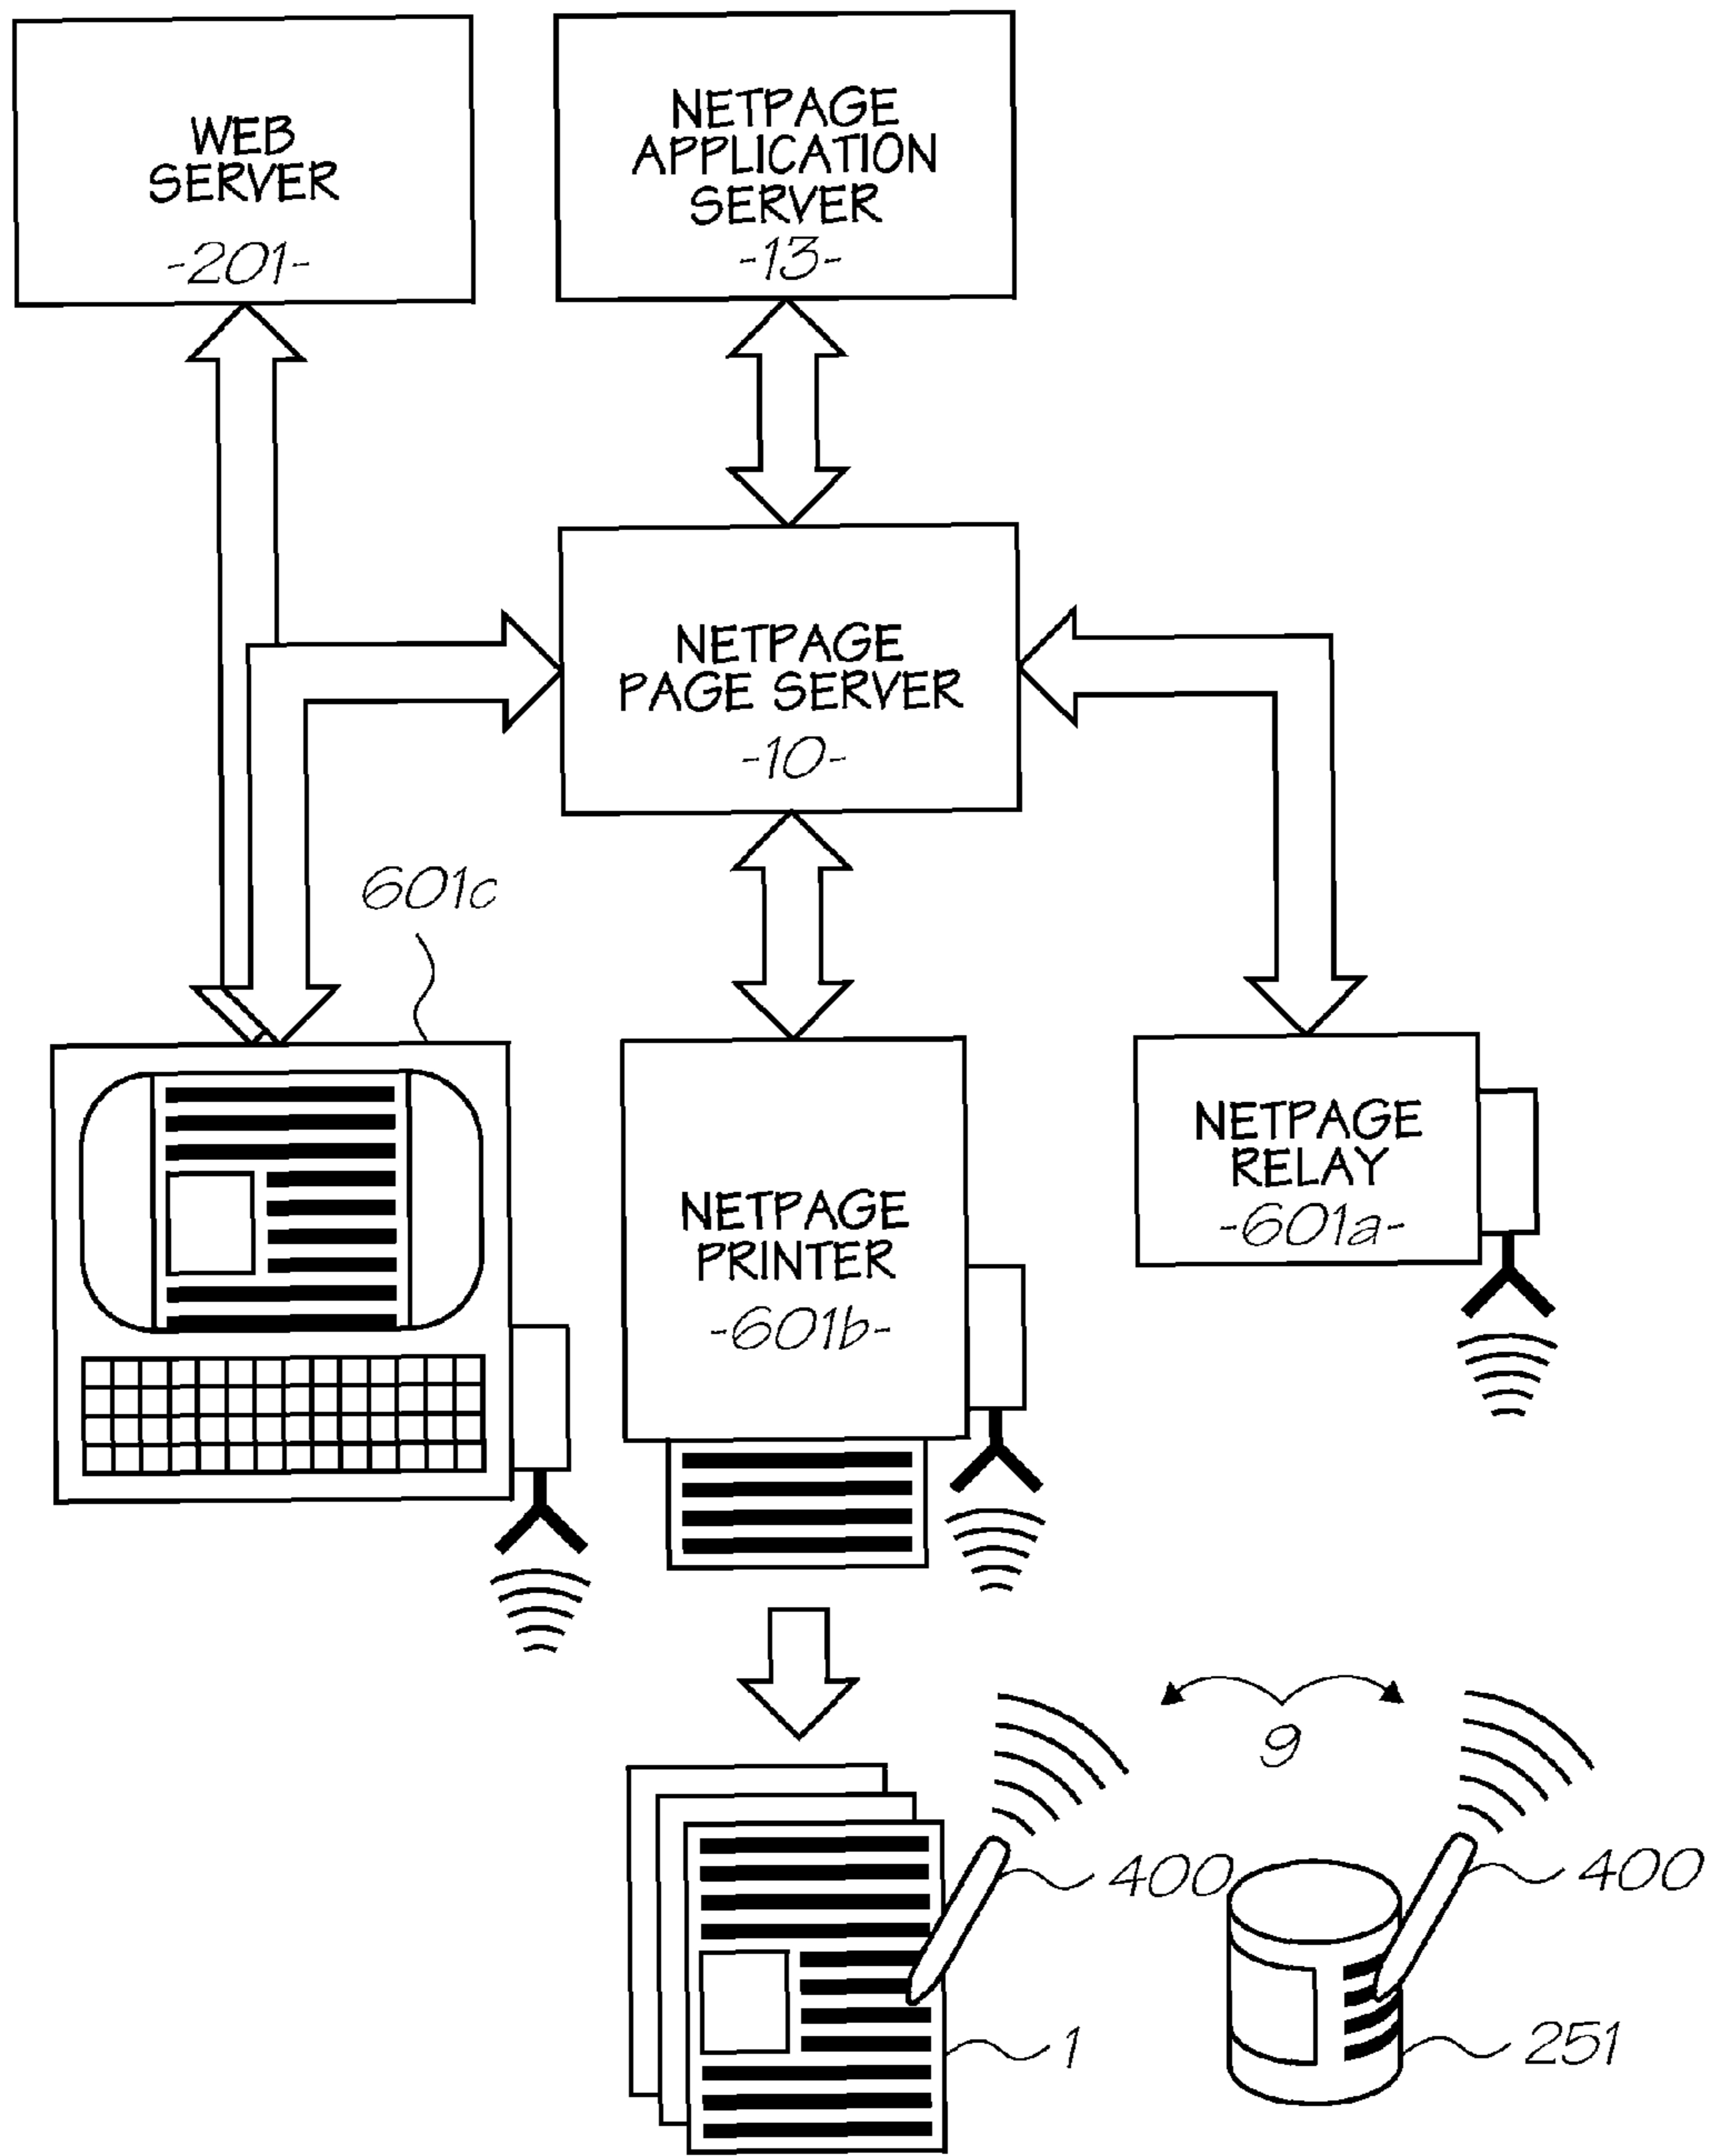 WEB
SERVER
-201-
NETPAGE
APPLICATION
SERVER
-13-
NETPAGE
PAGE SERVER
-10-
601c
NETPAGE
RELAY
-601a-
NETPAGE
PRINTER
-601b-
9
400
400
1
251